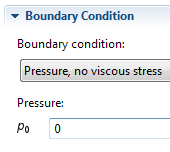 Boundary Condition
Boundary condition:
Pressure, no viscous stress
Pressure:
p₀ 0